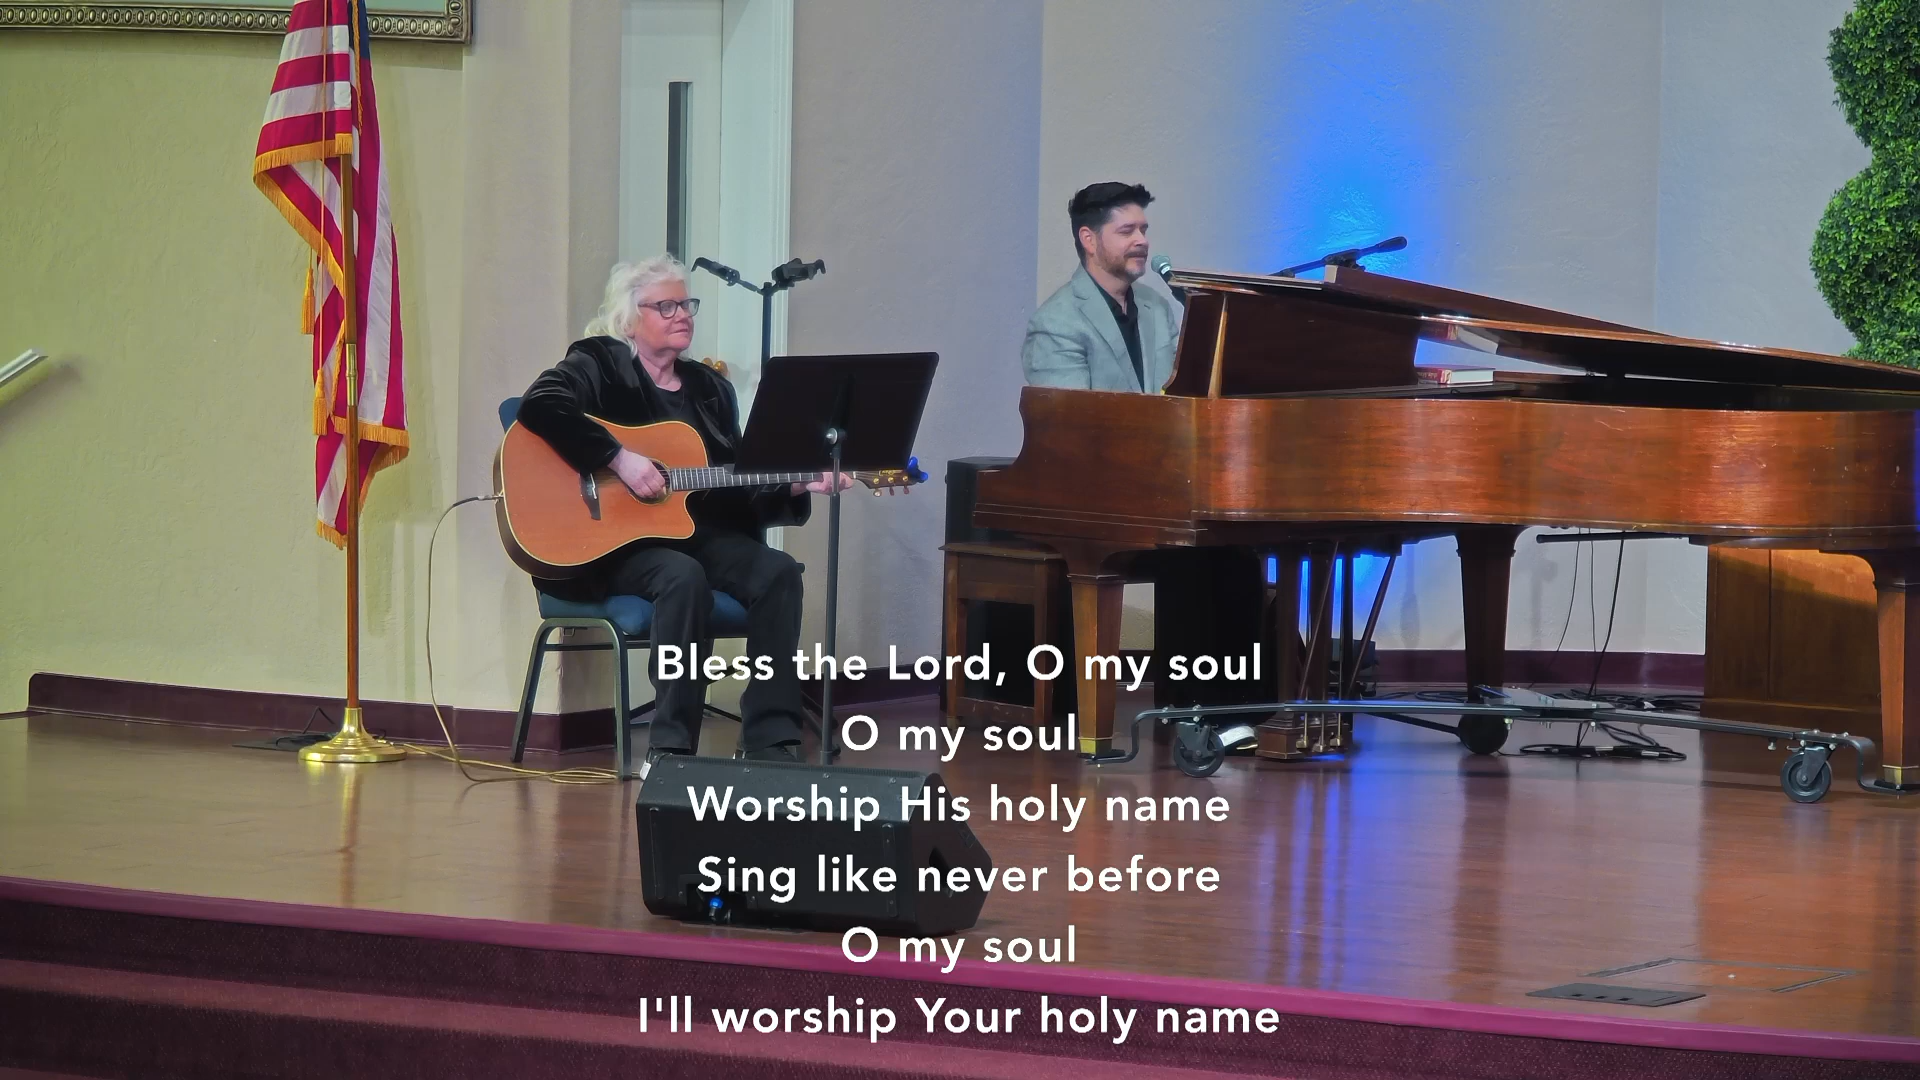 Bless the Lord, O my soul
O my soul
Worship His holy name
Sing like never before
O my soul
I'll worship Your holy name